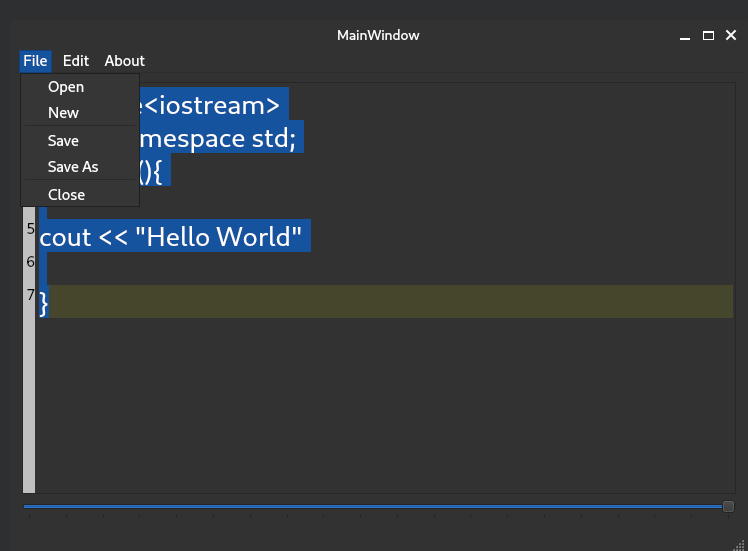 MainWindow
File Edit About
Open
New
Save
Save As
Close
<iostream>
mespace std;
(){
5 cout << "Hello World"
6
7 }